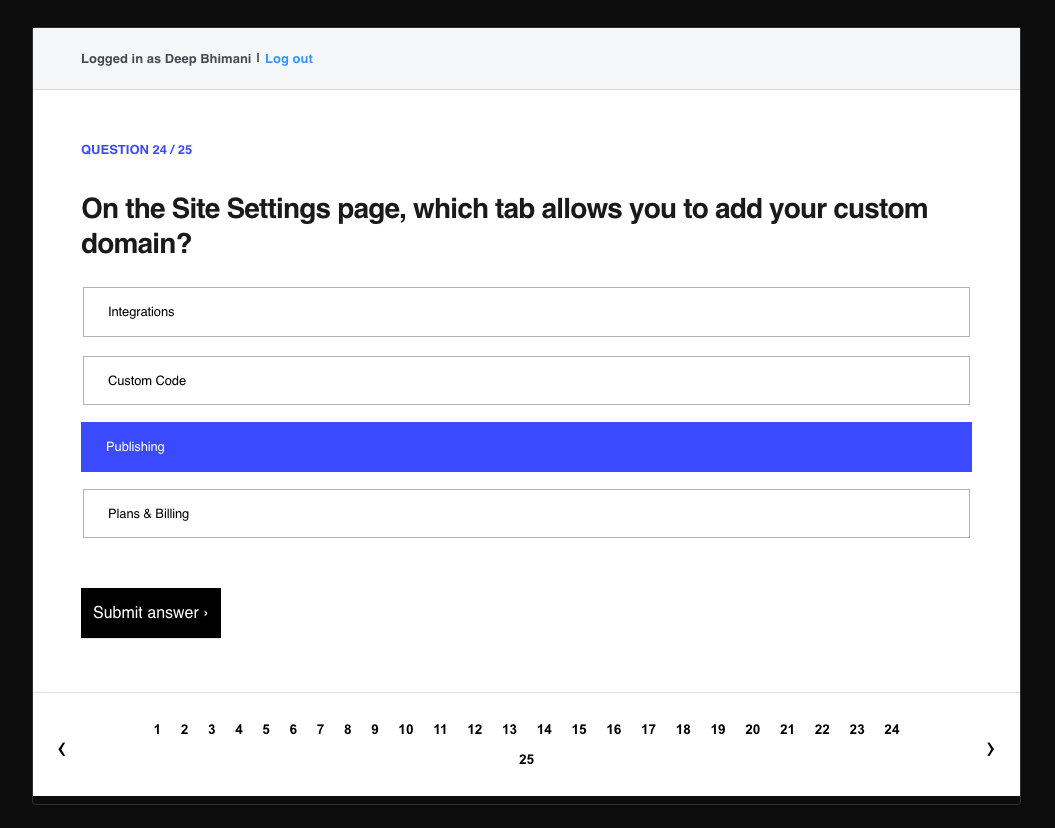 Logged in as Deep Bhimani | Log out
QUESTION 24 / 25
On the Site Settings page, which tab allows you to add your custom
domain?
Integrations
Custom Code
Publishing
Plans & Billing
Submit answer ›
1 2 3 4 5 6 7 8 9 10 11 12 13 14 15 16 17 18 19 20 21 22 23 24
‹ ›
25